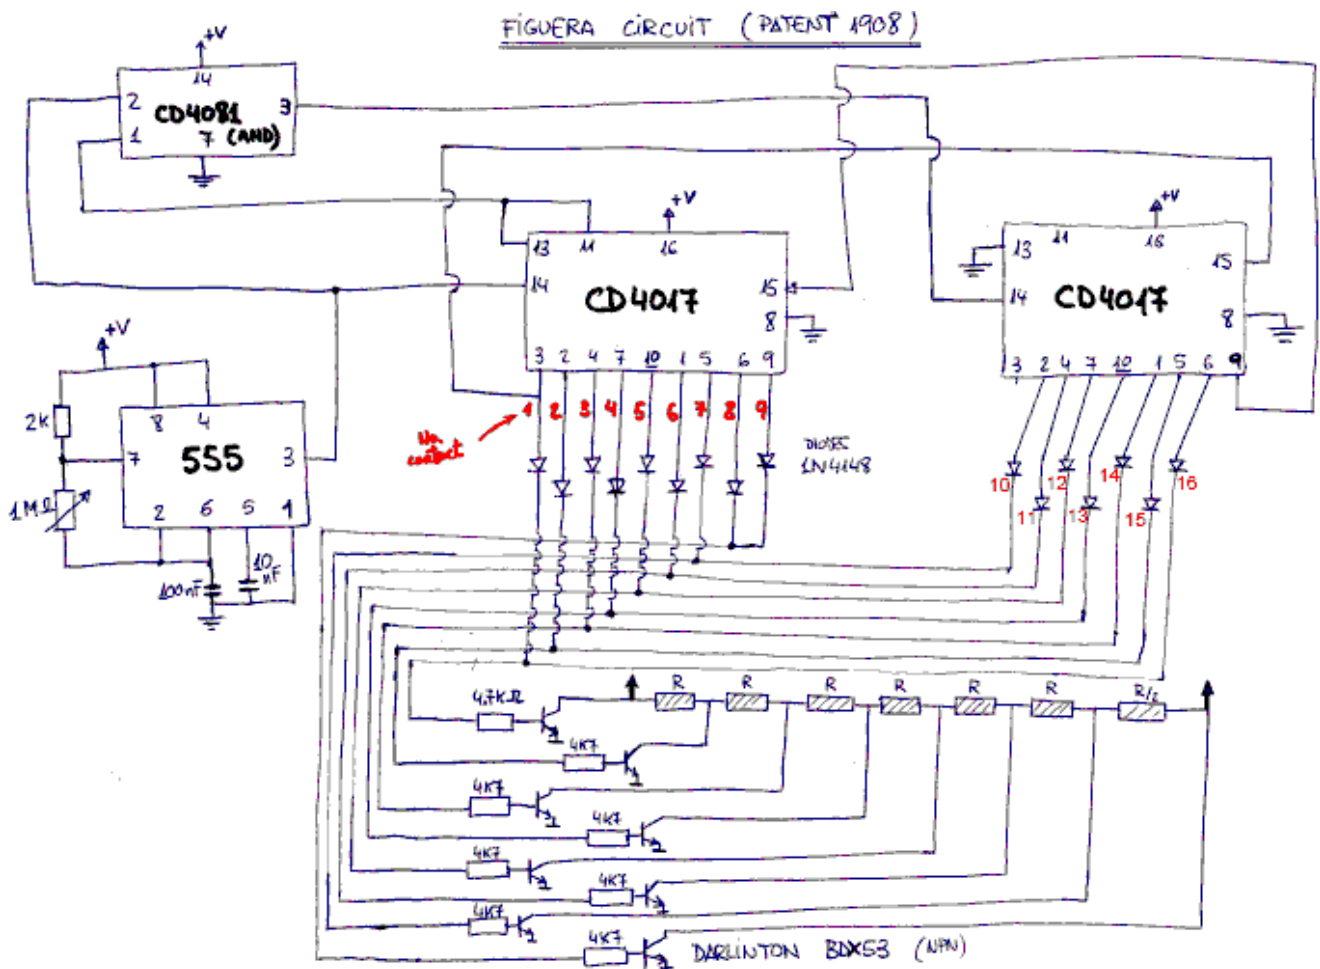 FIGUERA CIRCUIT (PATENT 1908)
+V
14
2 CD4081 3
1 7 (AND)
+V
13 11 16
14 CD4017 15
8
3 2 4 7 10 1 5 6 9
+V
13 11 16 15
14 CD4017 8
3 2 4 7 10 1 5 6 9
+V
2K
8 4
7 555 3
1MΩ
2 6 5 1
100nF
10 nF
1 2 3 4 5 6 7 8 9
No contact
DIODES
1N4148
10 11 12 13 14 15 16
R R R R R R R/2
4.7KΩ
4K7
4K7
4K7
4K7
4K7
4K7
4K7
DARLINTON BDX53 (NPN)